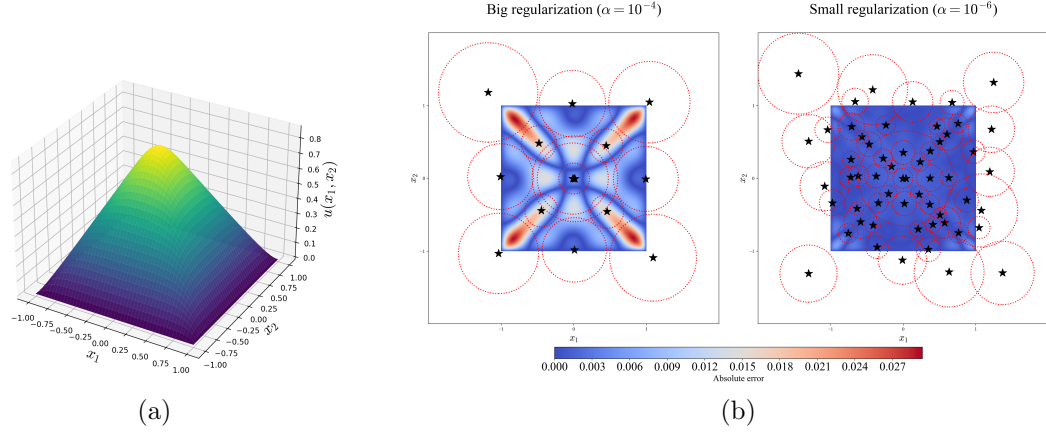 Big regularization (α = 10⁻⁴)
Small regularization (α = 10⁻⁶)
0.8
0.7
0.6
0.5
0.4
0.3
0.2
0.1
0.0
u(x₁, x₂)
−1.00
−0.75
−0.50
−0.25
0.00
0.25
0.50
0.75
1.00
x₁
−1.00
−0.75
−0.50
−0.25
0.00
0.25
0.50
0.75
1.00
x₂
1
0
-1
x₂
-1 0 1
x₁
1
0
-1
x₂
-1 0 1
x₁
0.000 0.003 0.006 0.009 0.012 0.015 0.018 0.021 0.024 0.027
Absolute error
(a)
(b)